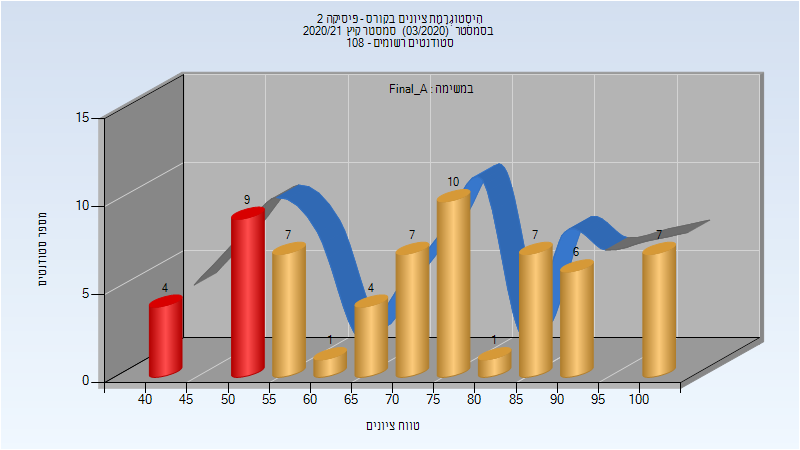 היסטוגרמת ציונים בקורס - פיסיקה 2
בסמסטר (03/2020) סמסטר קיץ 2020/21
סטודנטים רשומים - 108
במשימה : Final_A
מספר סטודנטים
15
10
5
0
4
9
7
1
4
7
10
1
7
6
7
40 45 50 55 60 65 70 75 80 85 90 95 100
טווח ציונים